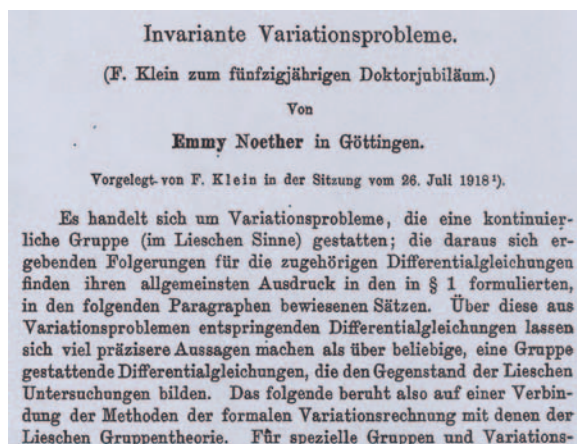 Invariante Variationsprobleme.
(F. Klein zum fünfzigjährigen Doktorjubiläum.)
Von
Emmy Noether in Göttingen.
Vorgelegt von F. Klein in der Sitzung vom 26. Juli 1918¹).
Es handelt sich um Variationsprobleme, die eine kontinuier-
liche Gruppe (im Lieschen Sinne) gestatten; die daraus sich er-
gebenden Folgerungen für die zugehörigen Differentialgleichungen
finden ihren allgemeinsten Ausdruck in den in § 1 formulierten,
in den folgenden Paragraphen bewiesenen Sätzen. Über diese aus
Variationsproblemen entspringenden Differentialgleichungen lassen
sich viel präzisere Aussagen machen als über beliebige, eine Gruppe
gestattende Differentialgleichungen, die den Gegenstand der Lieschen
Untersuchungen bilden. Das folgende beruht also auf einer Verbin-
dung der Methoden der formalen Variationsrechnung mit denen der
Lieschen Gruppentheorie. Für spezielle Gruppen und Variations-